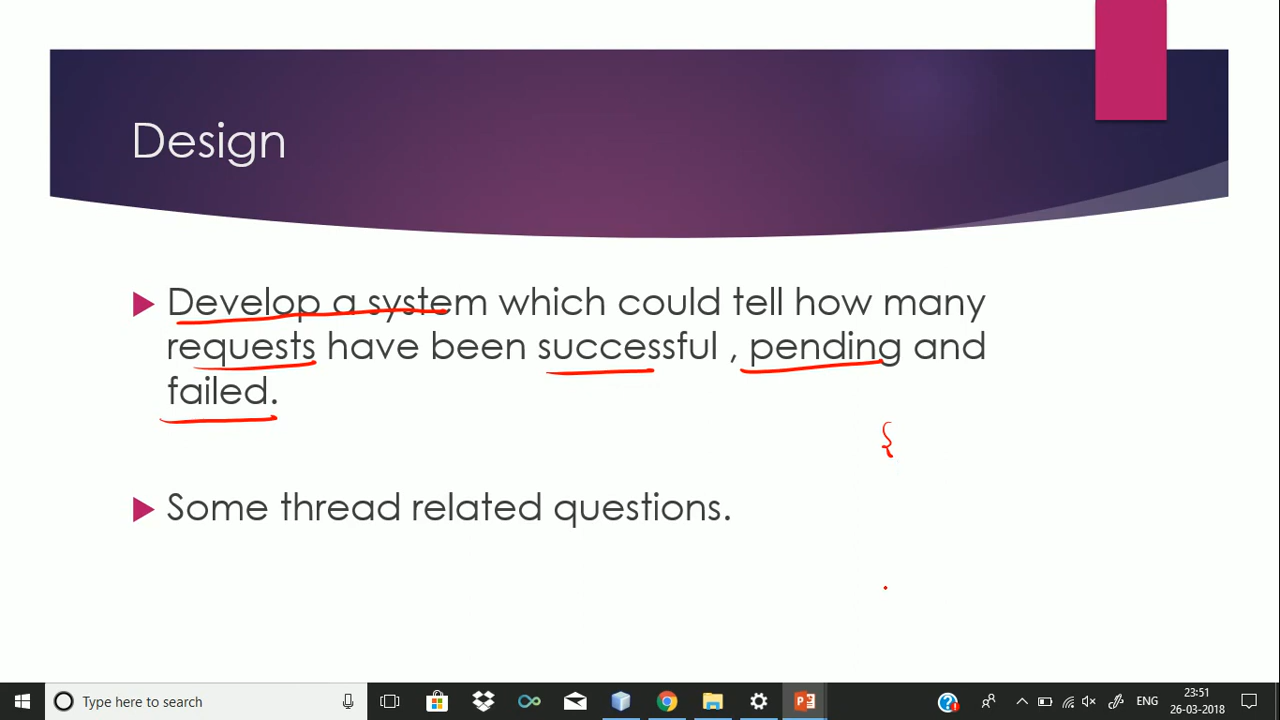 Design
Develop a system which could tell how many
requests have been successful , pending and
failed.
{
Some thread related questions.
Type here to search
ENG
23:51
26-03-2018